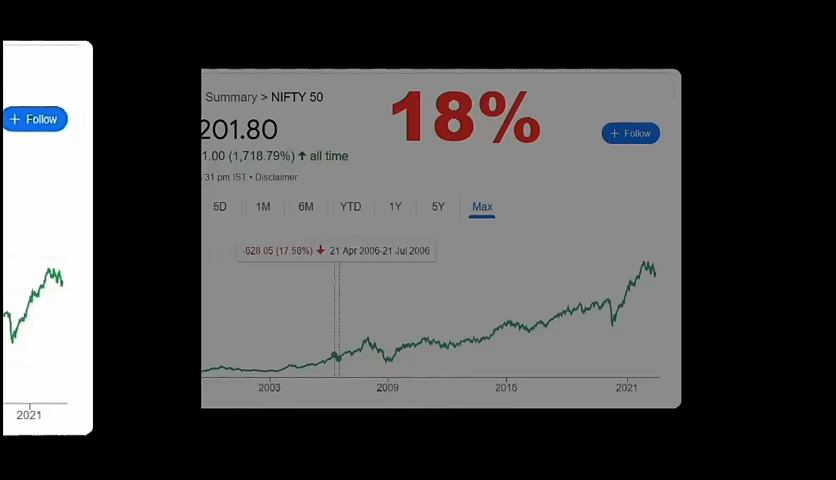 + Follow
2021
Summary > NIFTY 50
18%
201.80
+ Follow
1.00 (1,718.79%) ↑ all time
31 pm IST • Disclaimer
5D 1M 6M YTD 1Y 5Y Max
-628.05 (17.58%) ↓ 21 Apr 2006-21 Jul 2006
2003 2009 2015 2021